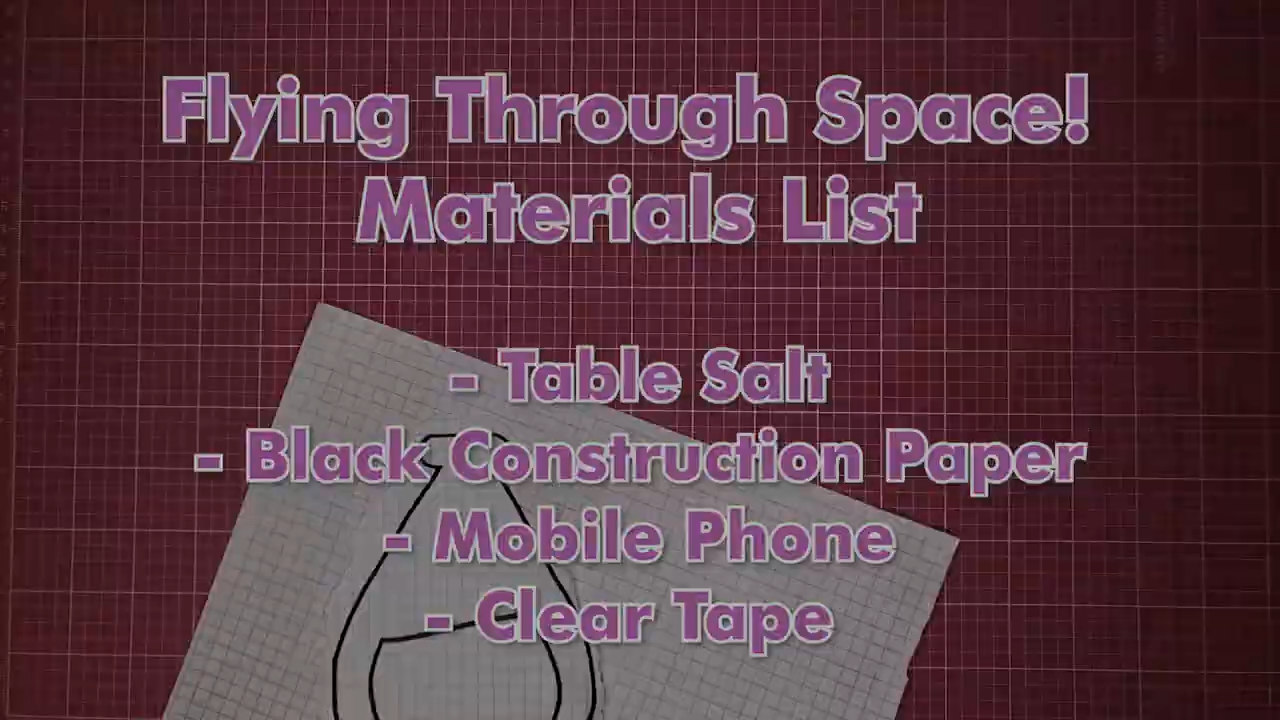 Flying Through Space!
Materials List
- Table Salt
- Black Construction Paper
- Mobile Phone
- Clear Tape